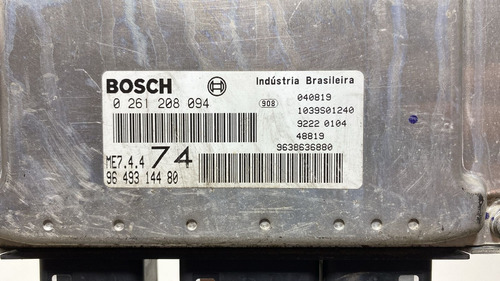 BOSCH
Indústria Brasileira
0 261 208 094
908
040819
1039S01240
9222 0104
48819
9638636880
ME7.4.4 74
96 493 144 80